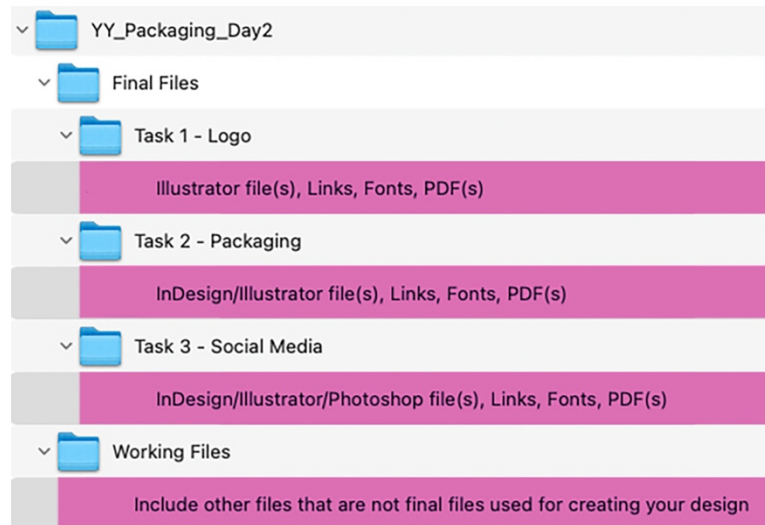 YY_Packaging_Day2
Final Files
Task 1 - Logo
Illustrator file(s), Links, Fonts, PDF(s)
Task 2 - Packaging
InDesign/Illustrator file(s), Links, Fonts, PDF(s)
Task 3 - Social Media
InDesign/Illustrator/Photoshop file(s), Links, Fonts, PDF(s)
Working Files
Include other files that are not final files used for creating your design